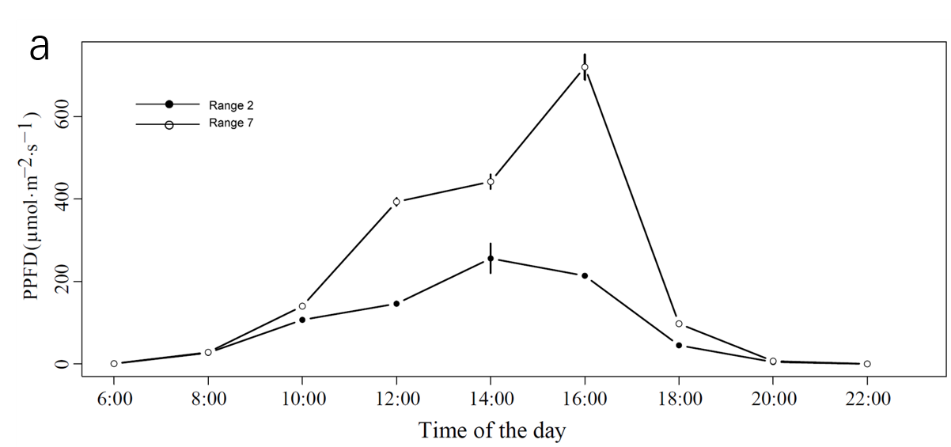 a
Range 2
Range 7
PPFD(μmol·m−2·s−1)
600
400
200
0
6:00 8:00 10:00 12:00 14:00 16:00 18:00 20:00 22:00
Time of the day